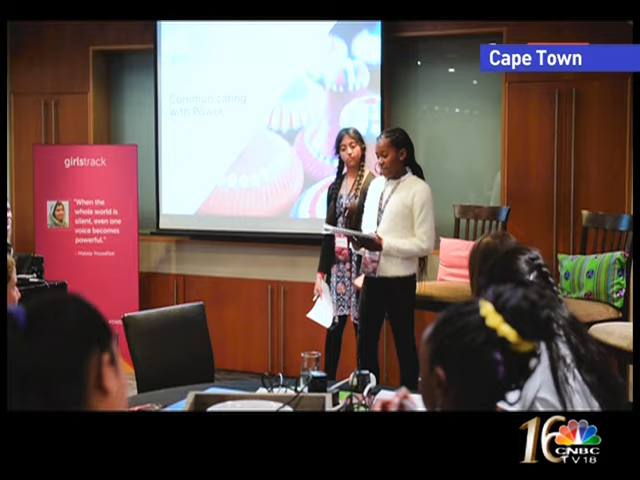 Cape Town
Communicating
with Power
girlstrack
"When the
whole world is
silent, even one
voice becomes
powerful."
- Malala Yousafzai
16
CNBC
TV18